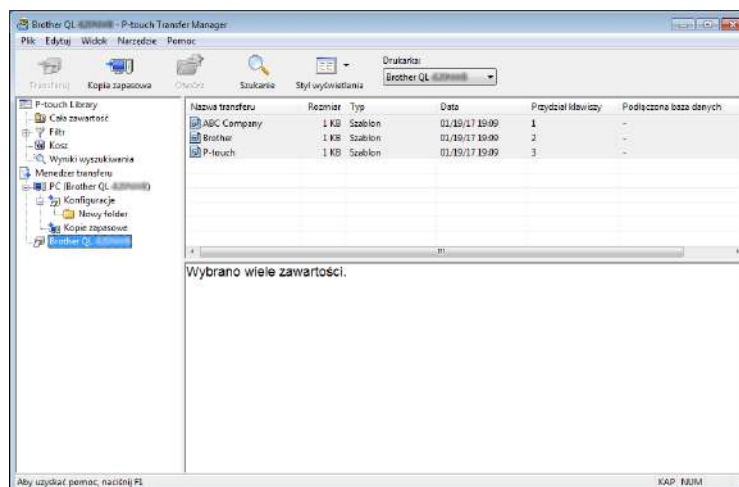 Brother QL - P-touch Transfer Manager
Plik Edytuj Widok Narzędzie Pomoc
Transferuj Kopia zapasowa Otwórz Szukanie Styl wyświetlania
Drukarka:
Brother QL
P-touch Library
Cała zawartość
Filtr
Kosz
Wyniki wyszukiwania
Menedżer transferu
PC (Brother QL )
Konfiguracje
Nowy folder
Kopie zapasowe
Brother QL
Nazwa transferu Rozmiar Typ Data Przydział klawiszy Podłączona baza danych
ABC Company 1 KB Szablon 01/19/17 19:09 1 -
Brother 1 KB Szablon 01/19/17 19:09 2 -
P-touch 1 KB Szablon 01/19/17 19:09 3 -
Wybrano wiele zawartości.
Aby uzyskać pomoc, naciśnij F1
KAP NUM